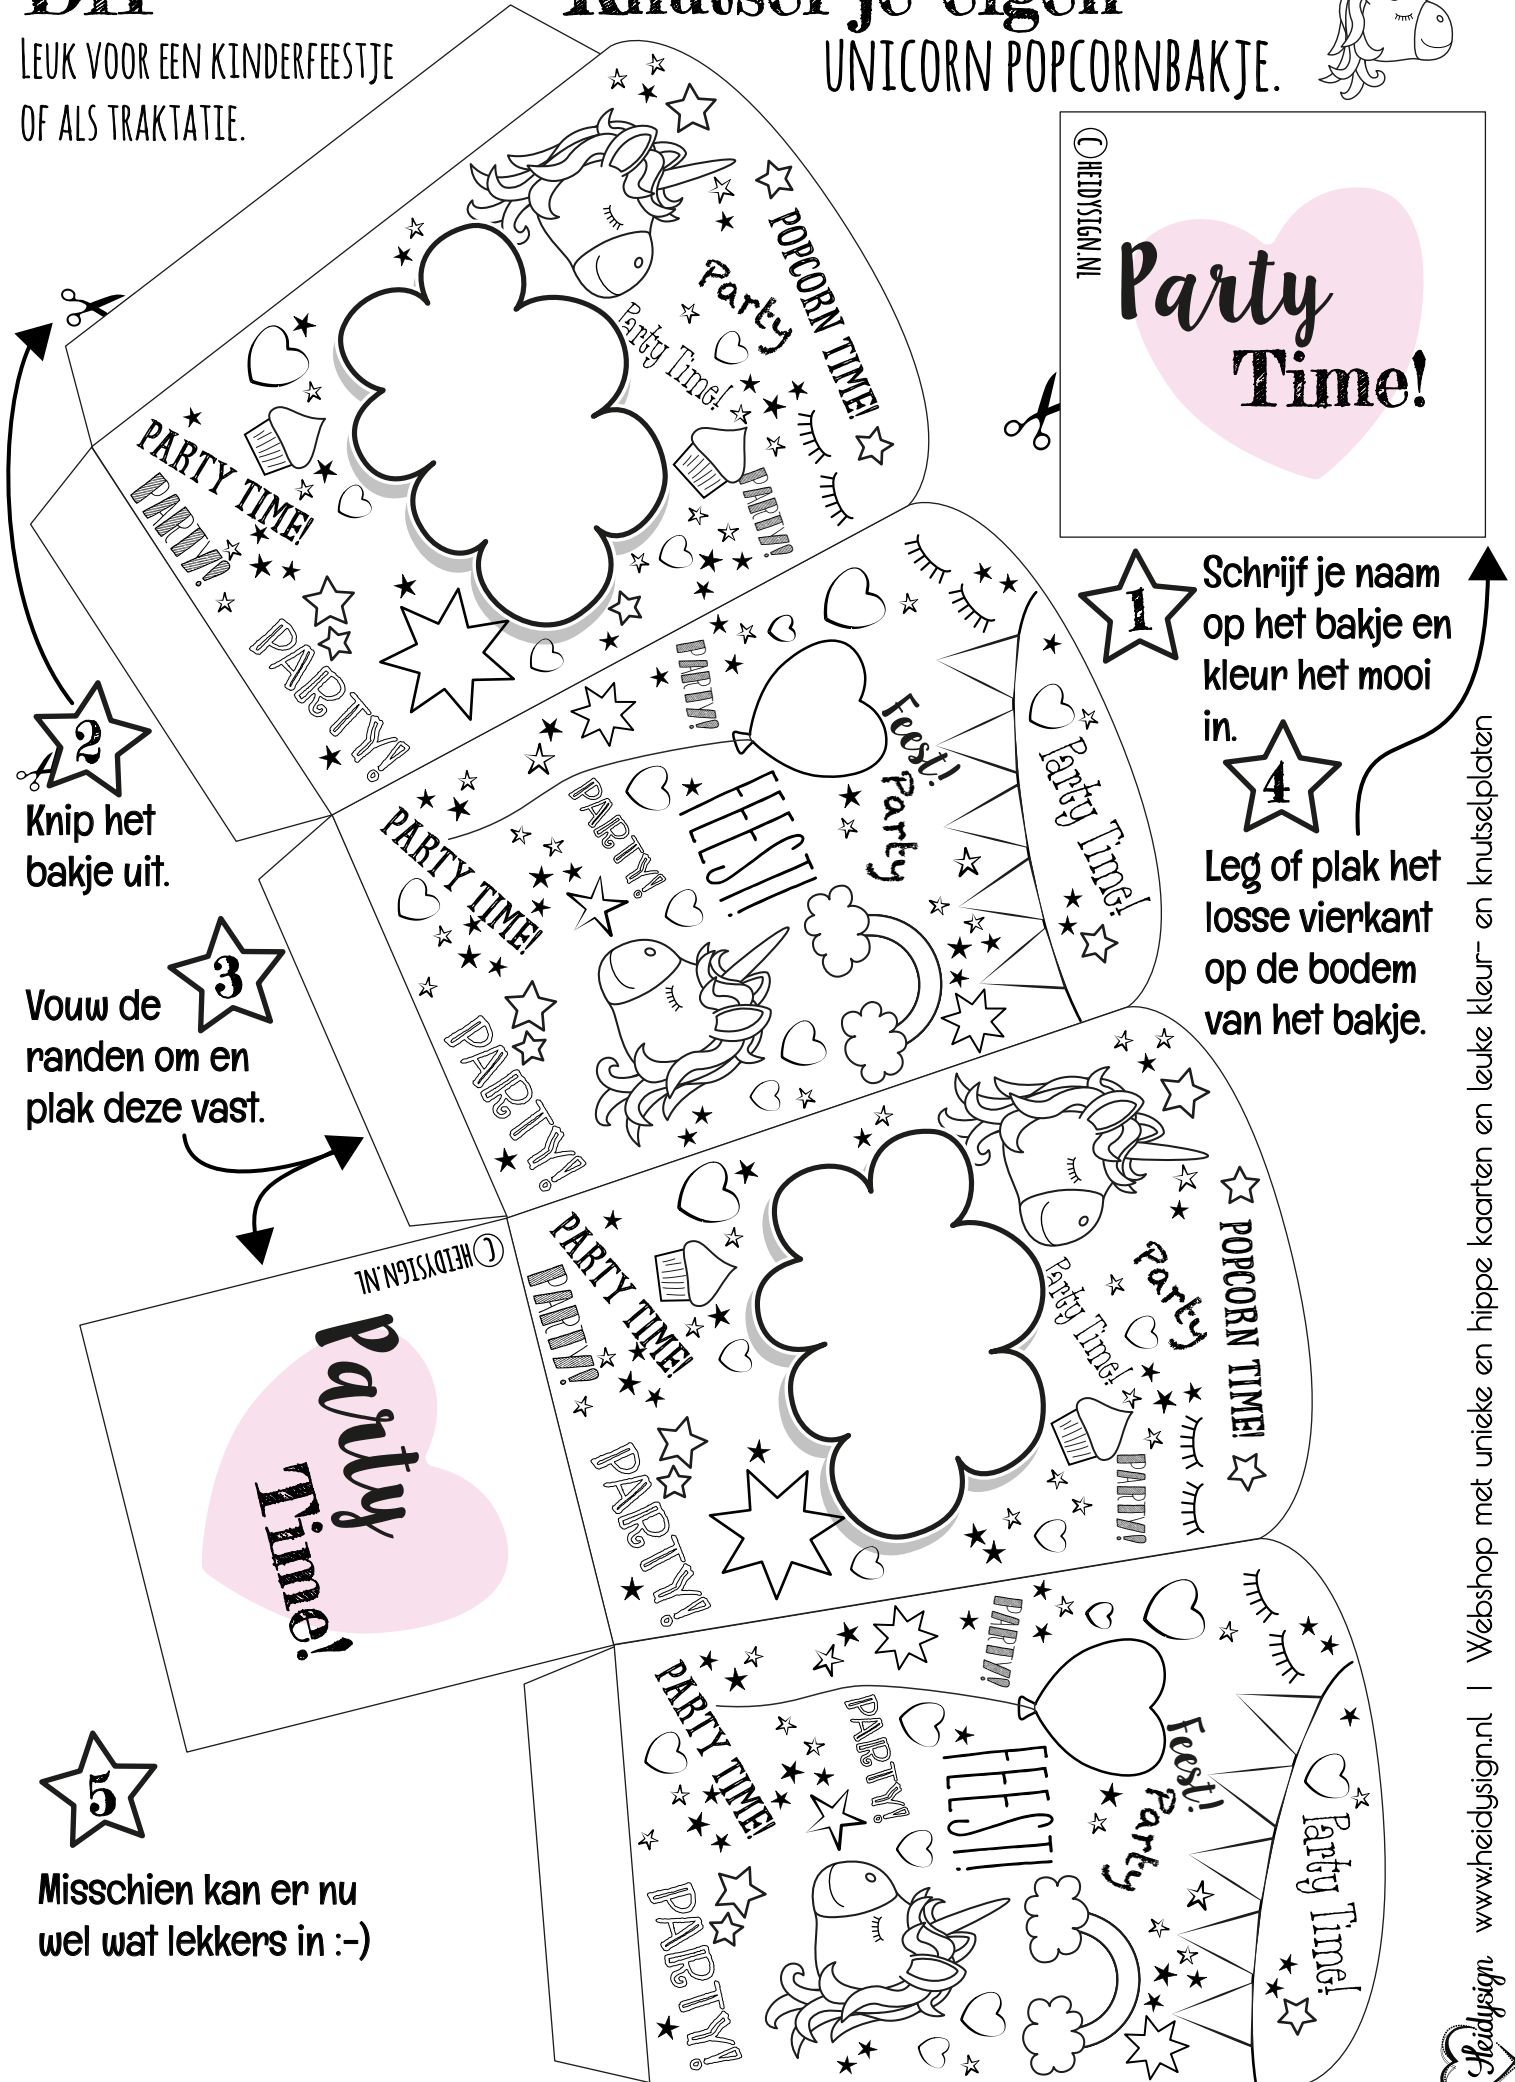 DIY
Knutsel je eigen
LEUK VOOR EEN KINDERFEESTJE
OF ALS TRAKTATIE.
UNICORN POPCORNBAKJE.
© HEIDYSIGN.NL
Party
Time!
1
Schrijf je naam
op het bakje en
kleur het mooi
in.
2
Knip het
bakje uit.
3
Vouw de
randen om en
plak deze vast.
4
Leg of plak het
losse vierkant
op de bodem
van het bakje.
5
Misschien kan er nu
wel wat lekkers in :-)
POPCORN TIME!
Party
Party Time!
PARTY!
PARTY TIME!
PARTY!
PARTY!
PARTY!
Feest!
Party
FEEST!
PARTY!
Party Time!
PARTY TIME!
PARTY!
POPCORN TIME!
Party
Party Time!
PARTY!
PARTY TIME!
PARTY!
PARTY!
© HEIDYSIGN.NL
Party
Time!
PARTY!
Feest!
Party
FEEST!
PARTY!
Party Time!
PARTY TIME!
PARTY!
Heidysign www.heidysign.nl | Webshop met unieke en hippe kaarten en leuke kleur- en knutselplaten